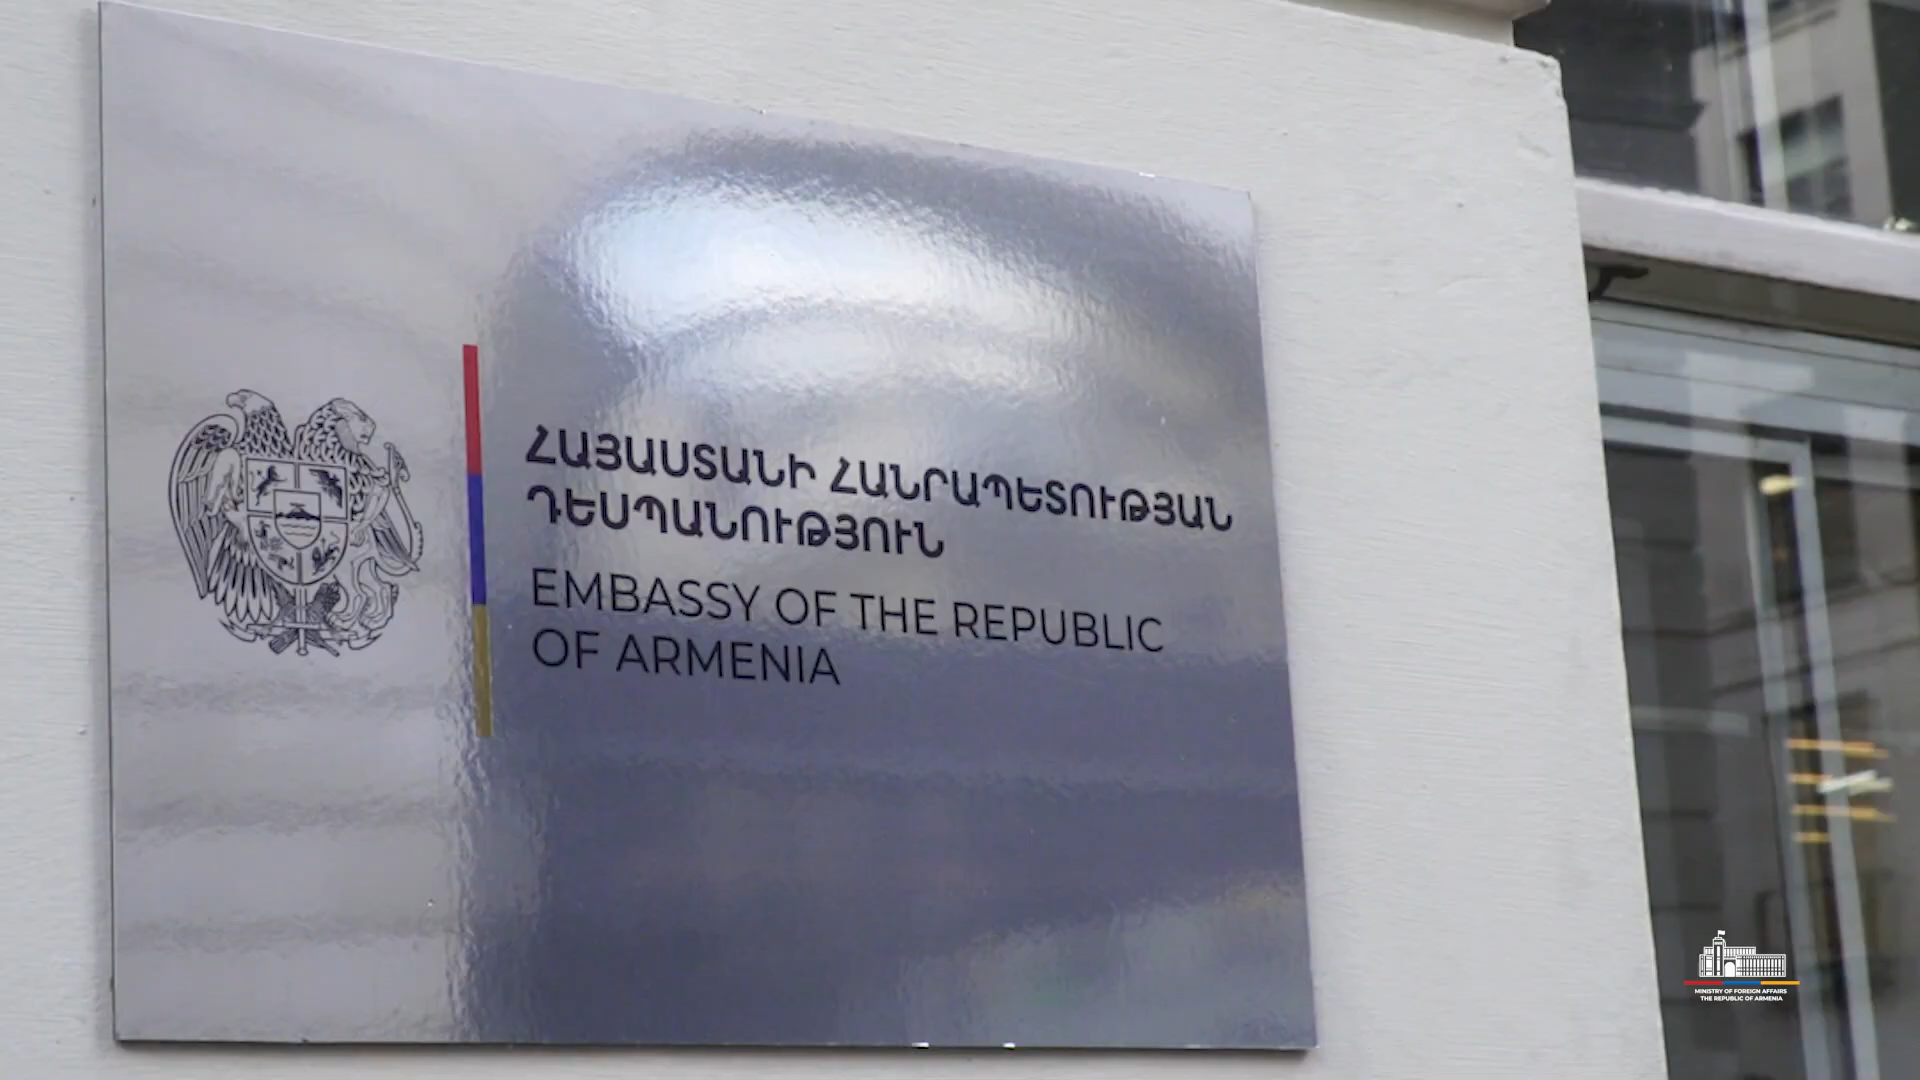 ՀԱՅԱՍՏԱՆԻ ՀԱՆՐԱՊԵՏՈՒԹՅԱՆ
ԴԵՍՊԱՆՈՒԹՅՈՒՆ
EMBASSY OF THE REPUBLIC
OF ARMENIA
MINISTRY OF FOREIGN AFFAIRS
THE REPUBLIC OF ARMENIA